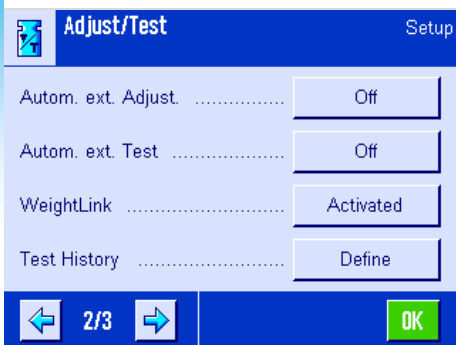 Adjust/Test
Setup
Autom. ext. Adjust. ................ Off
Autom. ext. Test .................... Off
WeightLink ............................ Activated
Test History .......................... Define
2/3
OK